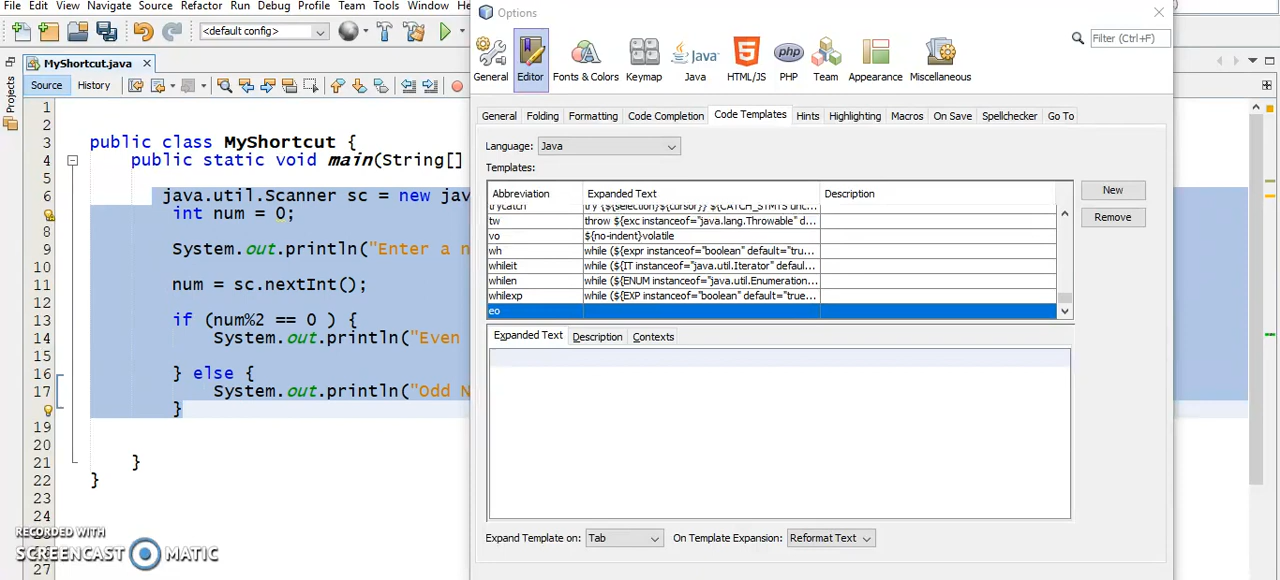 File Edit View Navigate Source Refactor Run Debug Profile Team Tools Window
Options
<default config>
Filter (Ctrl+F)
MyShortcut.java
General Editor Fonts & Colors Keymap Java HTML/JS PHP Team Appearance Miscellaneous
Java
php
Source History
Projects
General Folding Formatting Code Completion Code Templates Hints Highlighting Macros On Save Spellchecker Go To
Language: Java
Templates:
Abbreviation Expanded Text Description
New
Remove
trycatch try {${selection}${cursor}} ${CATCH_STMTS unc...
tw throw ${exc instanceof="java.lang.Throwable" d...
vo ${no-indent}volatile
wh while (${expr instanceof="boolean" default="tru...
whileit while (${IT instanceof="java.util.Iterator" defaul...
whilen while (${ENUM instanceof="java.util.Enumeration...
whilexp while (${EXP instanceof="boolean" default="true...
eo
Expanded Text Description Contexts
Expand Template on: Tab On Template Expansion: Reformat Text
1
2
3 public class MyShortcut {
4 public static void main(String[]
5
6 java.util.Scanner sc = new jav
int num = 0;
8
9 System.out.println("Enter a n
10
11 num = sc.nextInt();
12
13 if (num%2 == 0 ) {
14 System.out.println("Even
15
16 } else {
17 System.out.println("Odd N
}
19
20
21 }
22 }
23
24
27
RECORDED WITH
SCREENCAST MATIC